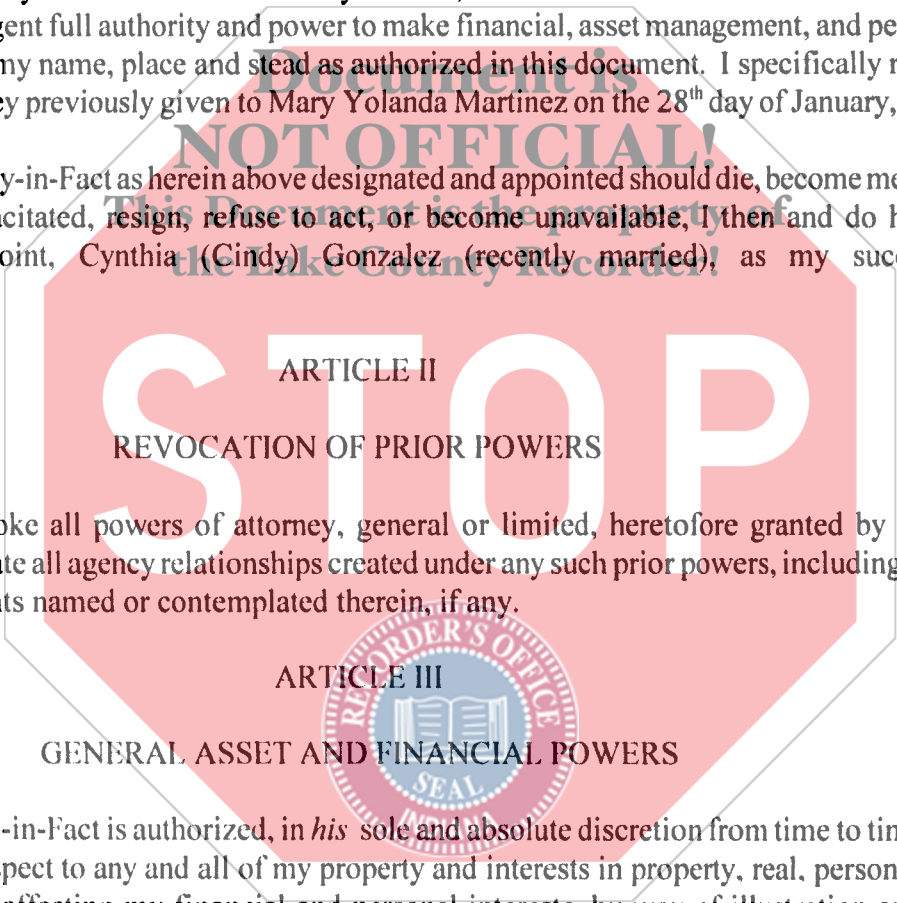 gent full authority and power to make financial, asset management, and pe
ny name, place and stead as authorized in this document. I specifically r
ey previously given to Mary Yolanda Martinez on the 28th day of January,
Document is
NOT OFFICIAL!
This Document is the property of
the Lake County Recorder!
y-in-Fact as herein above designated and appointed should die, become me
acitated, resign, refuse to act, or become unavailable, I then and do h
oint, Cynthia (Cindy) Gonzalez (recently married), as my succ
STOP
ARTICLE II
REVOCATION OF PRIOR POWERS
oke all powers of attorney, general or limited, heretofore granted by
ate all agency relationships created under any such prior powers, including
nts named or contemplated therein, if any.
ARTICLE III
GENERAL ASSET AND FINANCIAL POWERS
RECORDER'S OFFICE
SEAL
INDIANA
-in-Fact is authorized, in his sole and absolute discretion from time to tim
spect to any and all of my property and interests in property, real, person